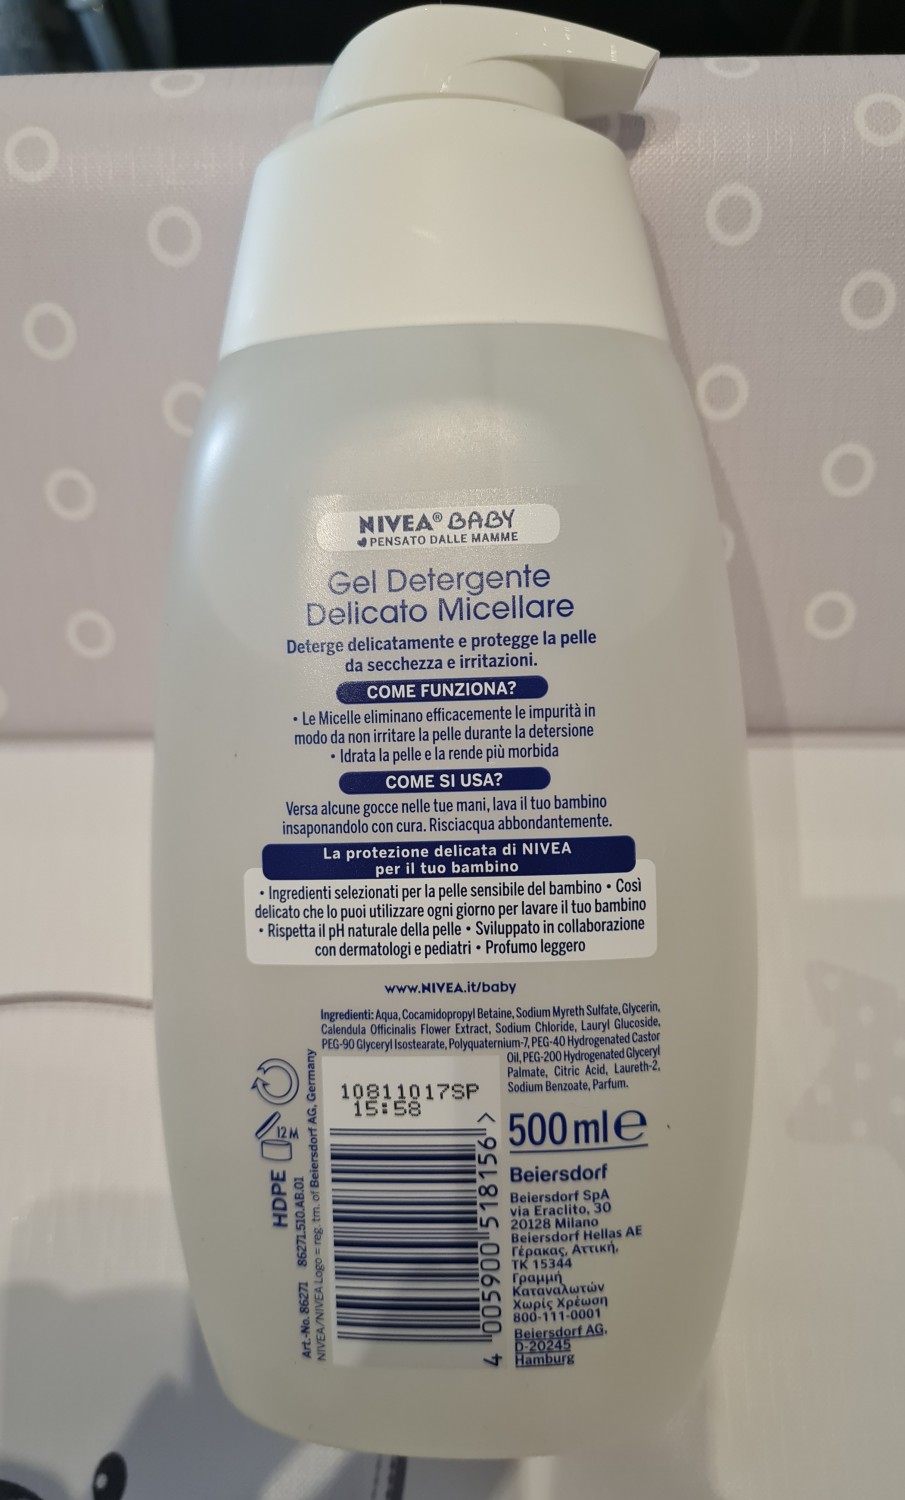 NIVEA® BABY
PENSATO DALLE MAMME
Gel Detergente
Delicato Micellare
Deterge delicatamente e protegge la pelle
da secchezza e irritazioni.
COME FUNZIONA?
• Le Micelle eliminano efficacemente le impurità in
modo da non irritare la pelle durante la detersione
• Idrata la pelle e la rende più morbida
COME SI USA?
Versa alcune gocce nelle tue mani, lava il tuo bambino
insaponandolo con cura. Risciacqua abbondantemente.
La protezione delicata di NIVEA
per il tuo bambino
• Ingredienti selezionati per la pelle sensibile del bambino • Così
delicato che lo puoi utilizzare ogni giorno per lavare il tuo bambino
• Rispetta il pH naturale della pelle • Sviluppato in collaborazione
con dermatologi e pediatri • Profumo leggero
www.NIVEA.it/baby
Ingredienti: Aqua, Cocamidopropyl Betaine, Sodium Myreth Sulfate, Glycerin,
Calendula Officinalis Flower Extract, Sodium Chloride, Lauryl Glucoside,
PEG-90 Glyceryl Isostearate, Polyquaternium-7, PEG-40 Hydrogenated Castor
Oil, PEG-200 Hydrogenated Glyceryl
Palmate, Citric Acid, Laureth-2,
Sodium Benzoate, Parfum.
10811017SP
15:58
12 M
HDPE
Art.-No. 86271 86271.510.AB.01
NIVEA/NIVEA Logo = reg. tm. of Beiersdorf AG, Germany
4 005900 518156 >
500 ml e
Beiersdorf
Beiersdorf SpA
via Eraclito, 30
20128 Milano
Beiersdorf Hellas AE
Γέρακας, Αττική,
ΤΚ 15344
Γραμμή
Καταναλωτών
Χωρίς Χρέωση
800-111-0001
Beiersdorf AG,
D-20245
Hamburg